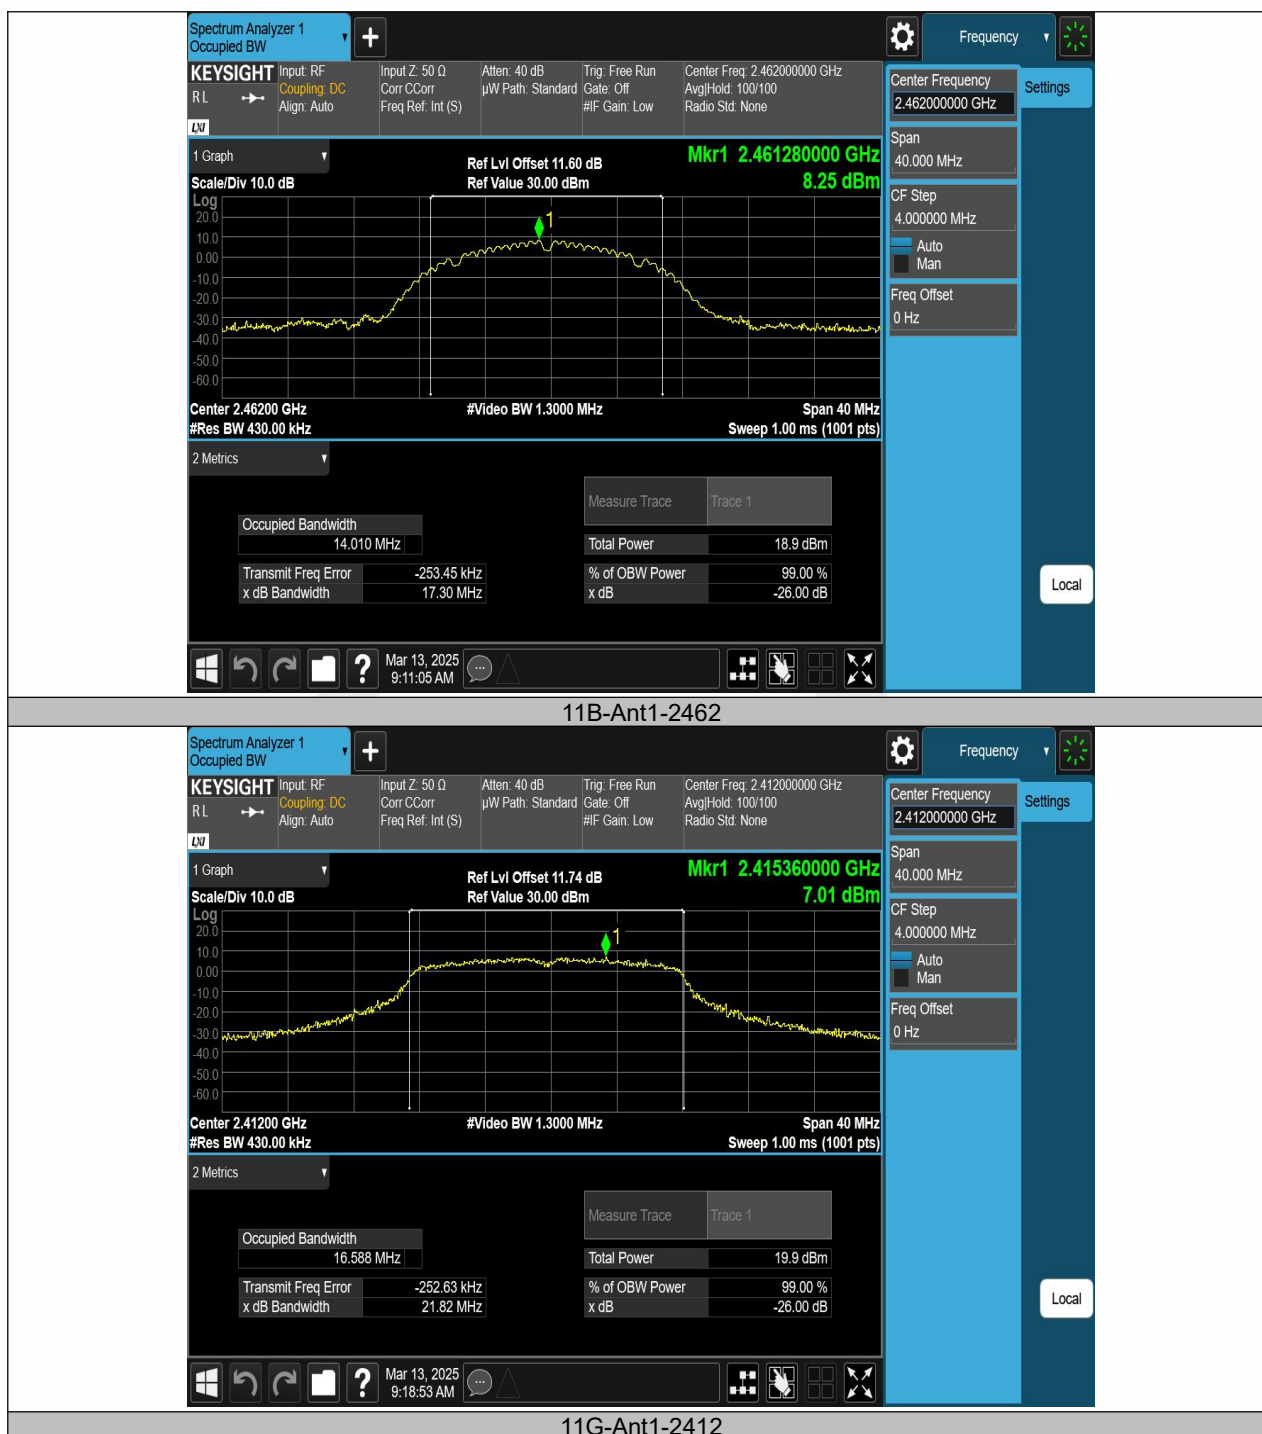 Spectrum Analyzer 1
Occupied BW
+
Frequency
KEYSIGHT
R L
LXI
Input: RF
Coupling: DC
Align: Auto
Input Z: 50 Ω
Corr CCorr
Freq Ref: Int (S)
Atten: 40 dB
µW Path: Standard
Trig: Free Run
Gate: Off
#IF Gain: Low
Center Freq: 2.462000000 GHz
Avg|Hold: 100/100
Radio Std: None
Center Frequency
2.462000000 GHz
Settings
Span
40.000 MHz
CF Step
4.000000 MHz
Auto
Man
Freq Offset
0 Hz
Local
1 Graph
Scale/Div 10.0 dB
Ref Lvl Offset 11.60 dB
Ref Value 30.00 dBm
Mkr1 2.461280000 GHz
8.25 dBm
Log
20.0
10.0
0.00
-10.0
-20.0
-30.0
-40.0
-50.0
-60.0
1
Center 2.46200 GHz
#Video BW 1.3000 MHz
Span 40 MHz
#Res BW 430.00 kHz
Sweep 1.00 ms (1001 pts)
2 Metrics
Measure Trace Trace 1
Occupied Bandwidth
14.010 MHz
Total Power 18.9 dBm
Transmit Freq Error -253.45 kHz
% of OBW Power 99.00 %
x dB Bandwidth 17.30 MHz
x dB -26.00 dB
?
Mar 13, 2025
9:11:05 AM
11B-Ant1-2462
Spectrum Analyzer 1
Occupied BW
+
Frequency
KEYSIGHT
R L
LXI
Input: RF
Coupling: DC
Align: Auto
Input Z: 50 Ω
Corr CCorr
Freq Ref: Int (S)
Atten: 40 dB
µW Path: Standard
Trig: Free Run
Gate: Off
#IF Gain: Low
Center Freq: 2.412000000 GHz
Avg|Hold: 100/100
Radio Std: None
Center Frequency
2.412000000 GHz
Settings
Span
40.000 MHz
CF Step
4.000000 MHz
Auto
Man
Freq Offset
0 Hz
Local
1 Graph
Scale/Div 10.0 dB
Ref Lvl Offset 11.74 dB
Ref Value 30.00 dBm
Mkr1 2.415360000 GHz
7.01 dBm
Log
20.0
10.0
0.00
-10.0
-20.0
-30.0
-40.0
-50.0
-60.0
1
Center 2.41200 GHz
#Video BW 1.3000 MHz
Span 40 MHz
#Res BW 430.00 kHz
Sweep 1.00 ms (1001 pts)
2 Metrics
Measure Trace Trace 1
Occupied Bandwidth
16.588 MHz
Total Power 19.9 dBm
Transmit Freq Error -252.63 kHz
% of OBW Power 99.00 %
x dB Bandwidth 21.82 MHz
x dB -26.00 dB
?
Mar 13, 2025
9:18:53 AM
11G-Ant1-2412